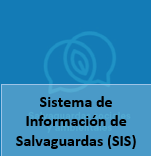 Sistema de
Información de
Salvaguardas (SIS)